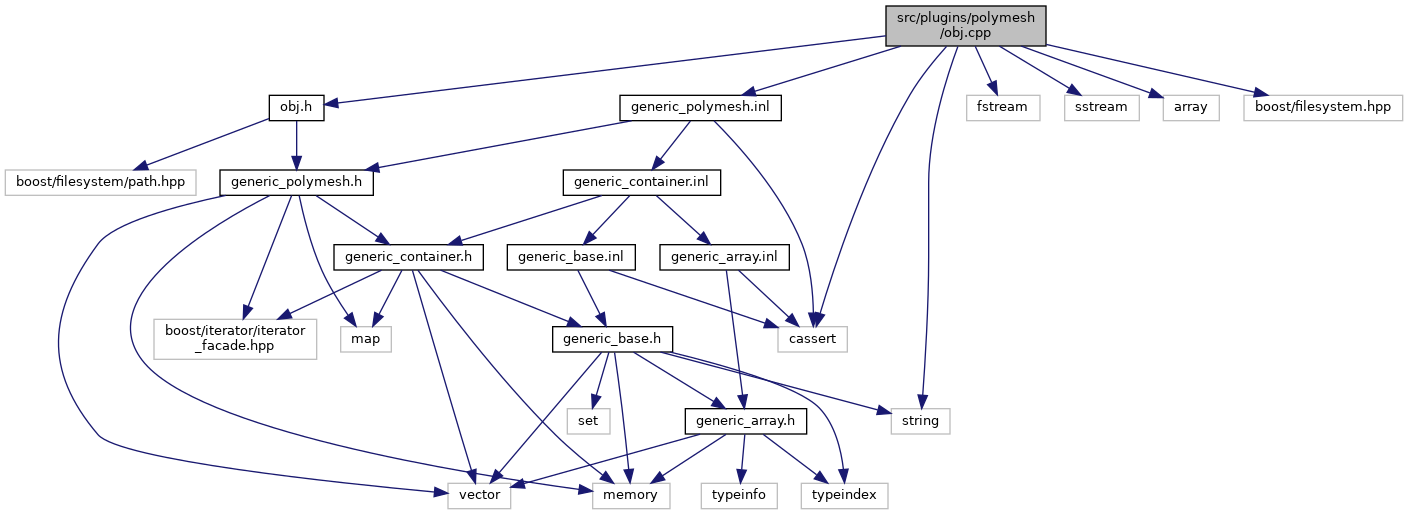 src/plugins/polymesh
/obj.cpp
obj.h
generic_polymesh.inl
fstream
sstream
array
boost/filesystem.hpp
boost/filesystem/path.hpp
generic_polymesh.h
generic_container.inl
generic_container.h
generic_base.inl
generic_array.inl
boost/iterator/iterator
_facade.hpp
map
generic_base.h
cassert
set
generic_array.h
string
vector
memory
typeinfo
typeindex